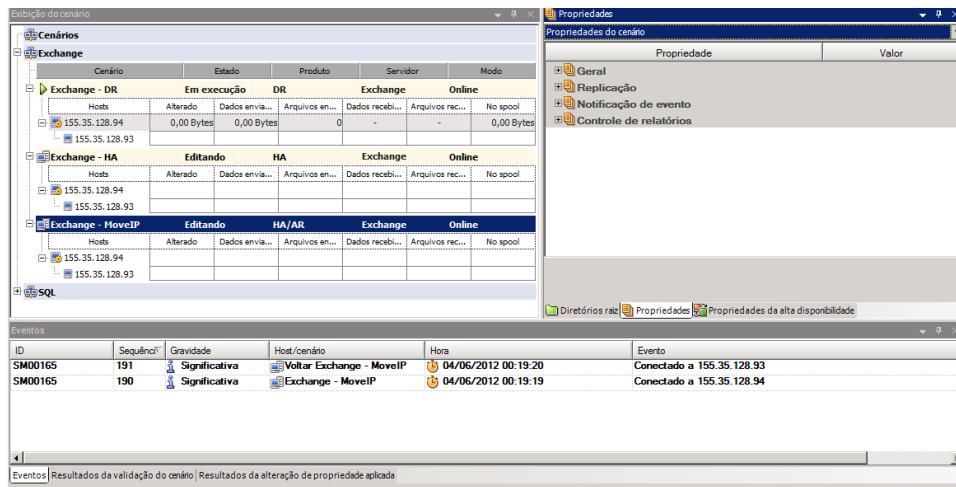 Exibição do cenário
Cenários
Exchange
Cenário Estado Produto Servidor Modo
Exchange - DR Em execução DR Exchange Online
Hosts Alterado Dados envia... Arquivos en... Dados recebi... Arquivos rec... No spool
155.35.128.94 0,00 Bytes 0,00 Bytes 0 - - 0,00 Bytes
155.35.128.93
Exchange - HA Editando HA Exchange Online
Hosts Alterado Dados envia... Arquivos en... Dados recebi... Arquivos rec... No spool
155.35.128.94
155.35.128.93
Exchange - MoveIP Editando HA/AR Exchange Online
Hosts Alterado Dados envia... Arquivos en... Dados recebi... Arquivos rec... No spool
155.35.128.94
155.35.128.93
SQL
Propriedades
Propriedades do cenário
Propriedade Valor
Geral
Replicação
Notificação de evento
Controle de relatórios
Diretórios raiz Propriedades Propriedades da alta disponibilidade
Eventos
ID Sequênci Gravidade Host/cenário Hora Evento
SM00165 191 Significativa Voltar Exchange - MoveIP 04/06/2012 00:19:20 Conectado a 155.35.128.93
SM00165 190 Significativa Exchange - MoveIP 04/06/2012 00:19:19 Conectado a 155.35.128.94
Eventos Resultados da validação do cenário Resultados da alteração de propriedade aplicada